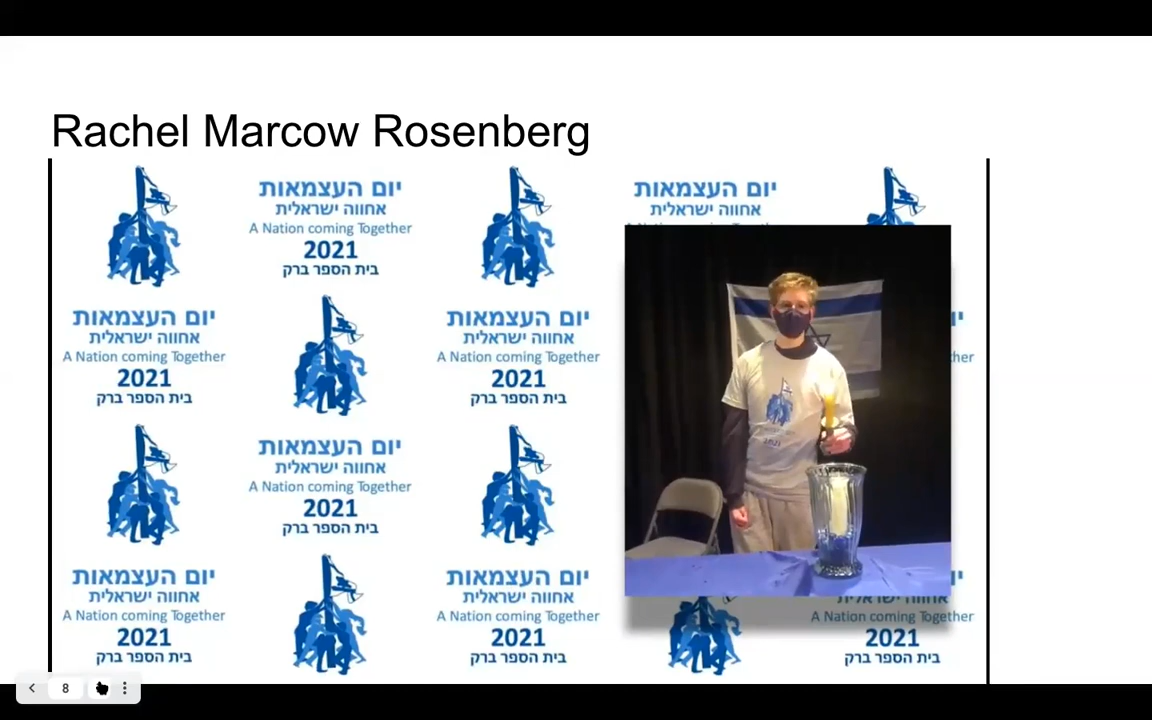 Rachel Marcow Rosenberg
יום העצמאות
אחווה ישראלית
A Nation coming Together
2021
בית הספר ברק
יום העצמאות
אחווה ישראלית
יום העצמאות
אחווה ישראלית
A Nation coming Together
2021
בית הספר ברק
יום העצמאות
אחווה ישראלית
A Nation coming Together
2021
בית הספר ברק
יום העצמאות
אחווה ישראלית
A Nation coming Together
2021
בית הספר ברק
2021
יום העצמאות
אחווה ישראלית
A Nation coming Together
2021
בית הספר ברק
יום העצמאות
אחווה ישראלית
A Nation coming Together
2021
בית הספר ברק
אחווה ישראלית
A Nation coming Together
2021
בית הספר ברק
8